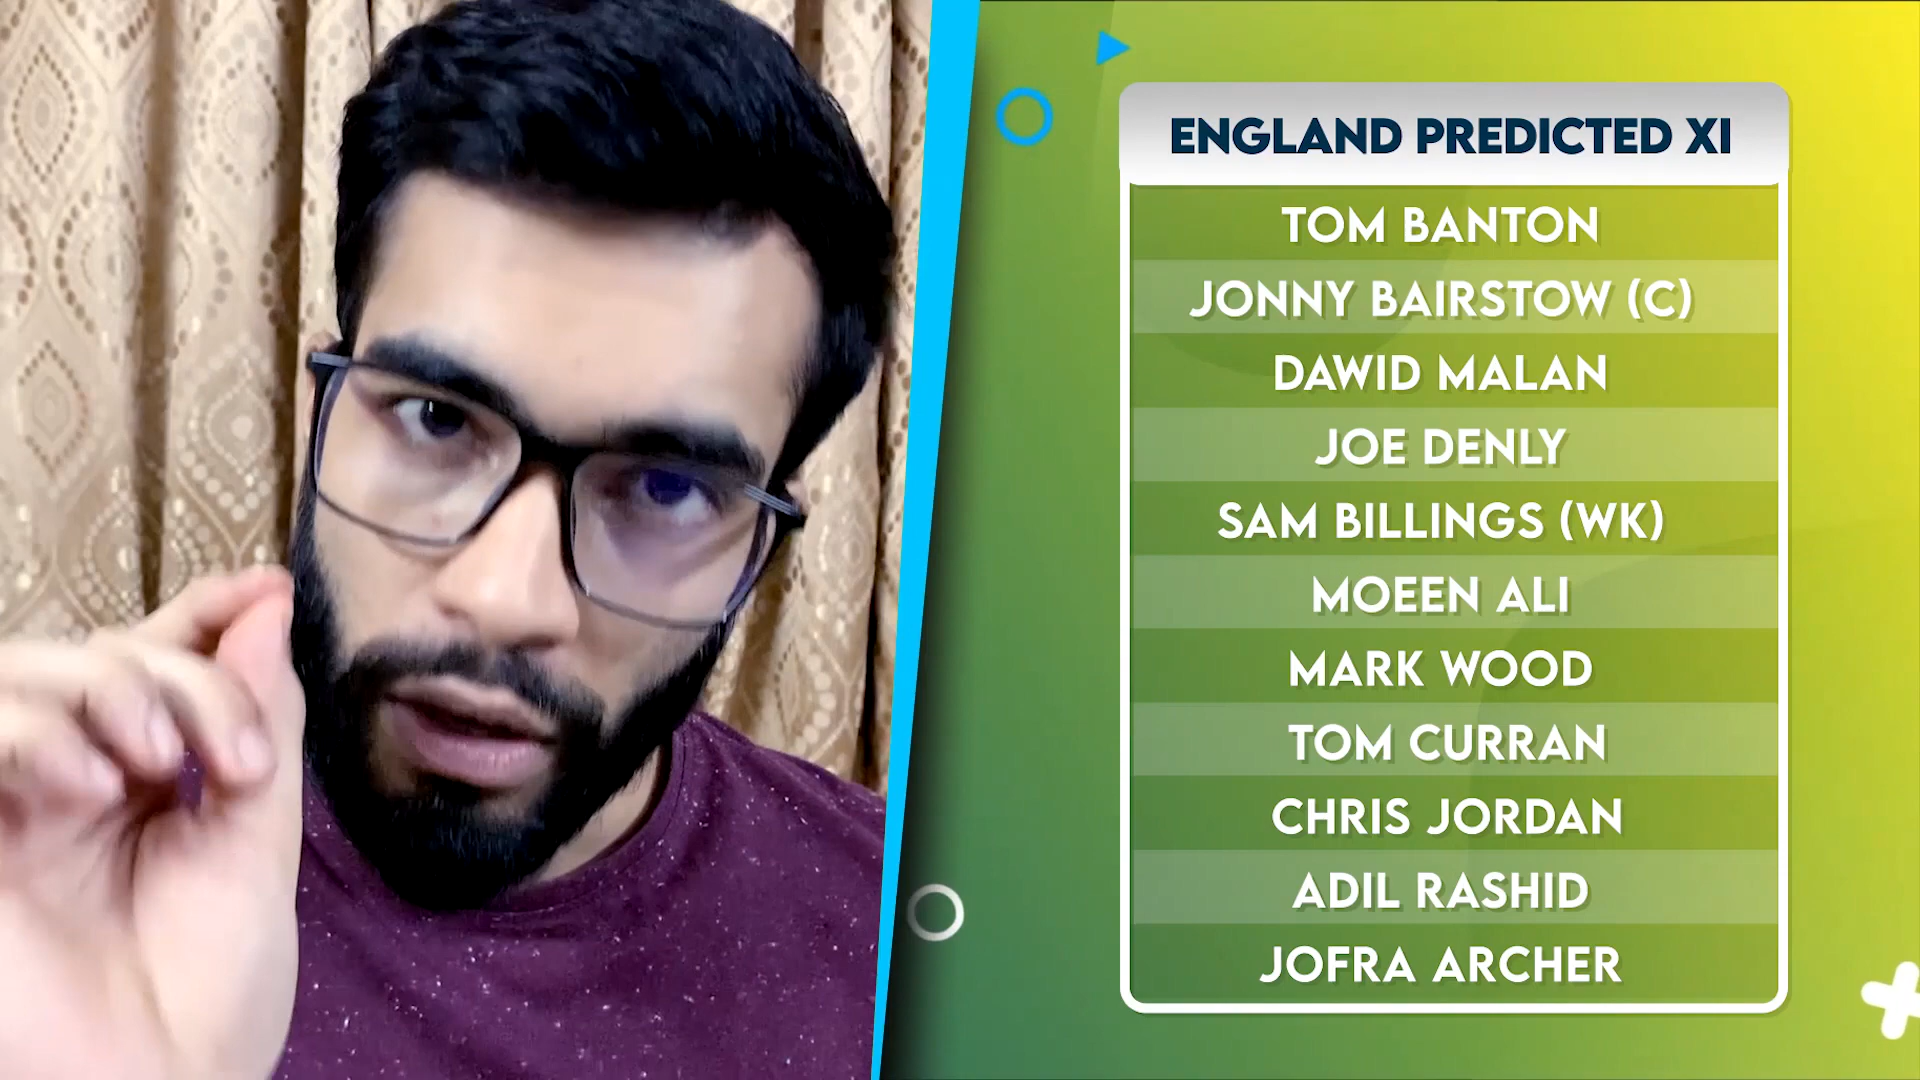 ENGLAND PREDICTED XI
TOM BANTON
JONNY BAIRSTOW (C)
DAWID MALAN
JOE DENLY
SAM BILLINGS (WK)
MOEEN ALI
MARK WOOD
TOM CURRAN
CHRIS JORDAN
ADIL RASHID
JOFRA ARCHER